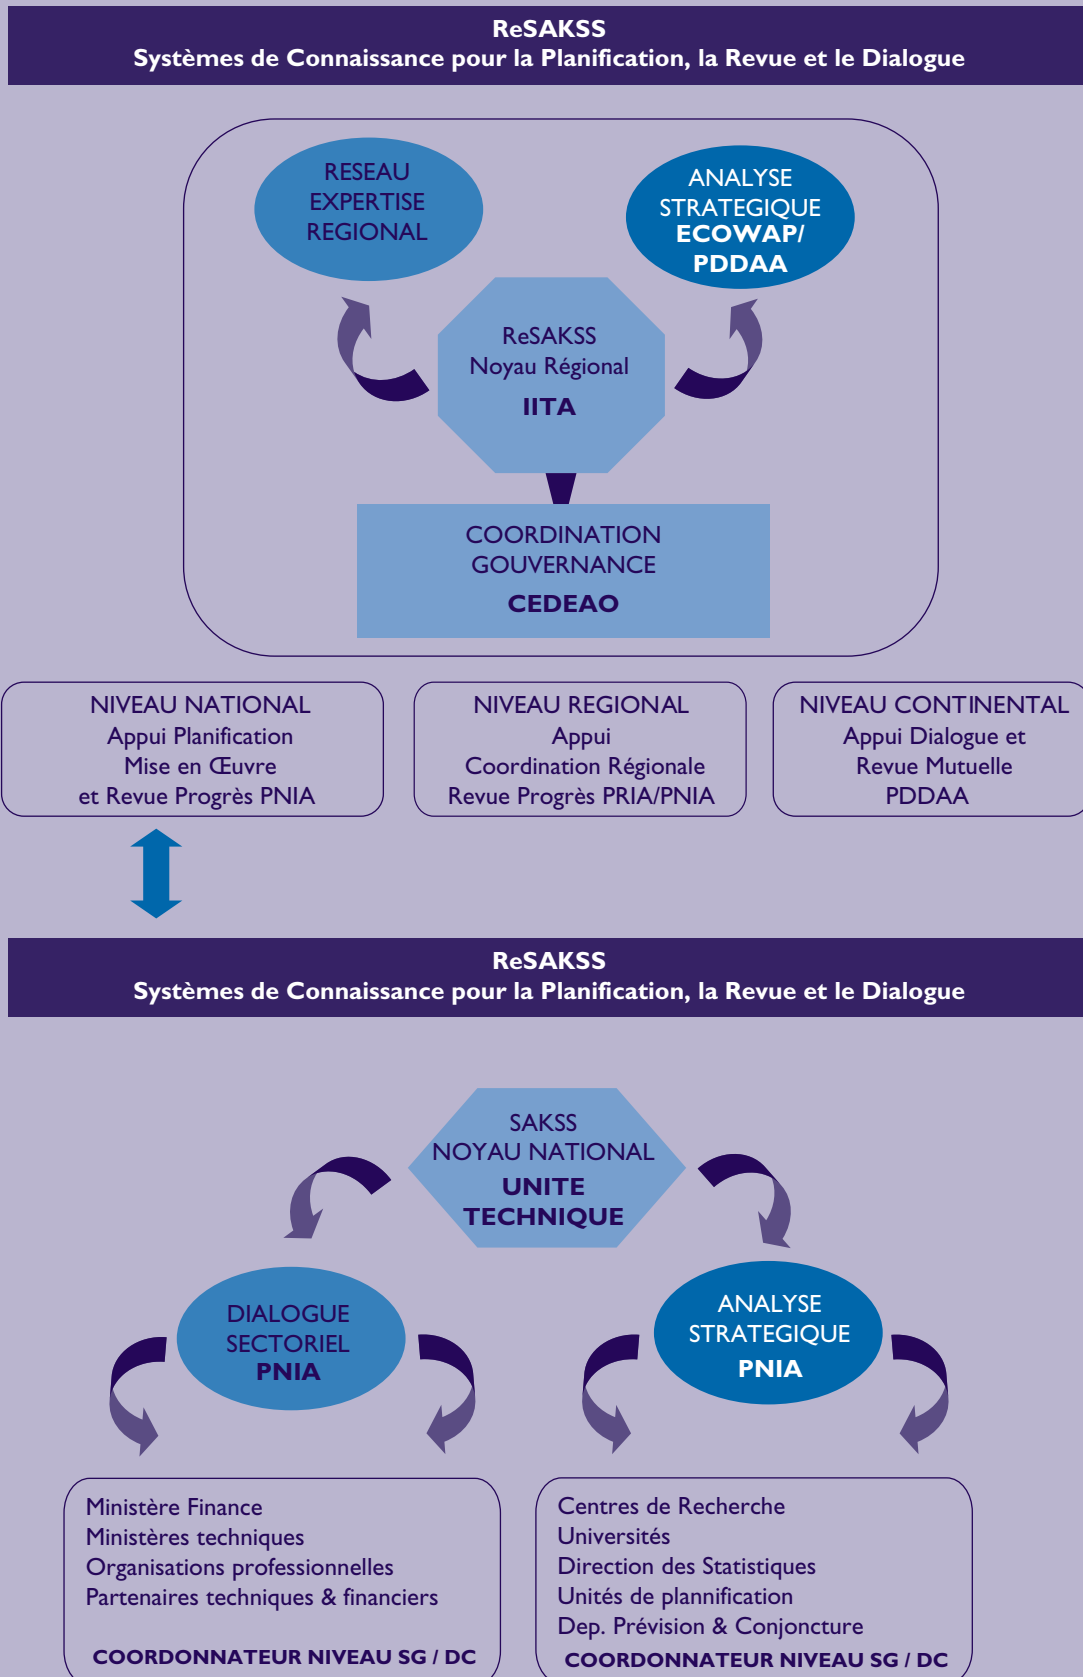 ReSAKSS
Systèmes de Connaissance pour la Planification, la Revue et le Dialogue
RESEAU
EXPERTISE
REGIONAL
ANALYSE
STRATEGIQUE
ECOWAP/
PDDAA
ReSAKSS
Noyau Régional
IITA
COORDINATION
GOUVERNANCE
CEDEAO
NIVEAU NATIONAL
Appui Planification
Mise en Œuvre
et Revue Progrès PNIA
NIVEAU REGIONAL
Appui
Coordination Régionale
Revue Progrès PRIA/PNIA
NIVEAU CONTINENTAL
Appui Dialogue et
Revue Mutuelle
PDDAA
ReSAKSS
Systèmes de Connaissance pour la Planification, la Revue et le Dialogue
SAKSS
NOYAU NATIONAL
UNITE
TECHNIQUE
DIALOGUE
SECTORIEL
PNIA
ANALYSE
STRATEGIQUE
PNIA
Ministère Finance
Ministères techniques
Organisations professionnelles
Partenaires techniques & financiers
COORDONNATEUR NIVEAU SG / DC
Centres de Recherche
Universités
Direction des Statistiques
Unités de plannification
Dep. Prévision & Conjoncture
COORDONNATEUR NIVEAU SG / DC